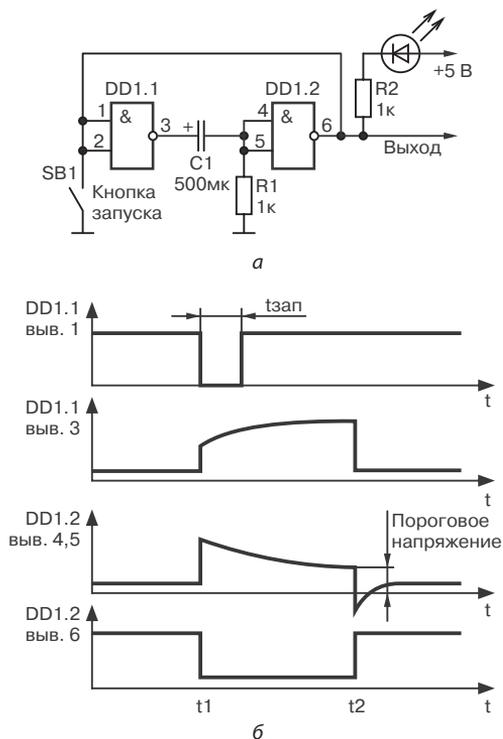 DD1.1 DD1.2 +5 В
R2
1к
1 & 3 + 4 & 6
2 5 Выход
C1
500мк
R1
1к
SB1
Кнопка
запуска
а
tзап
DD1.1
выв. 1
t
DD1.1
выв. 3
t
DD1.2
выв. 4,5
Пороговое
напряжение
t
DD1.2
выв. 6
t1 t2 t
б